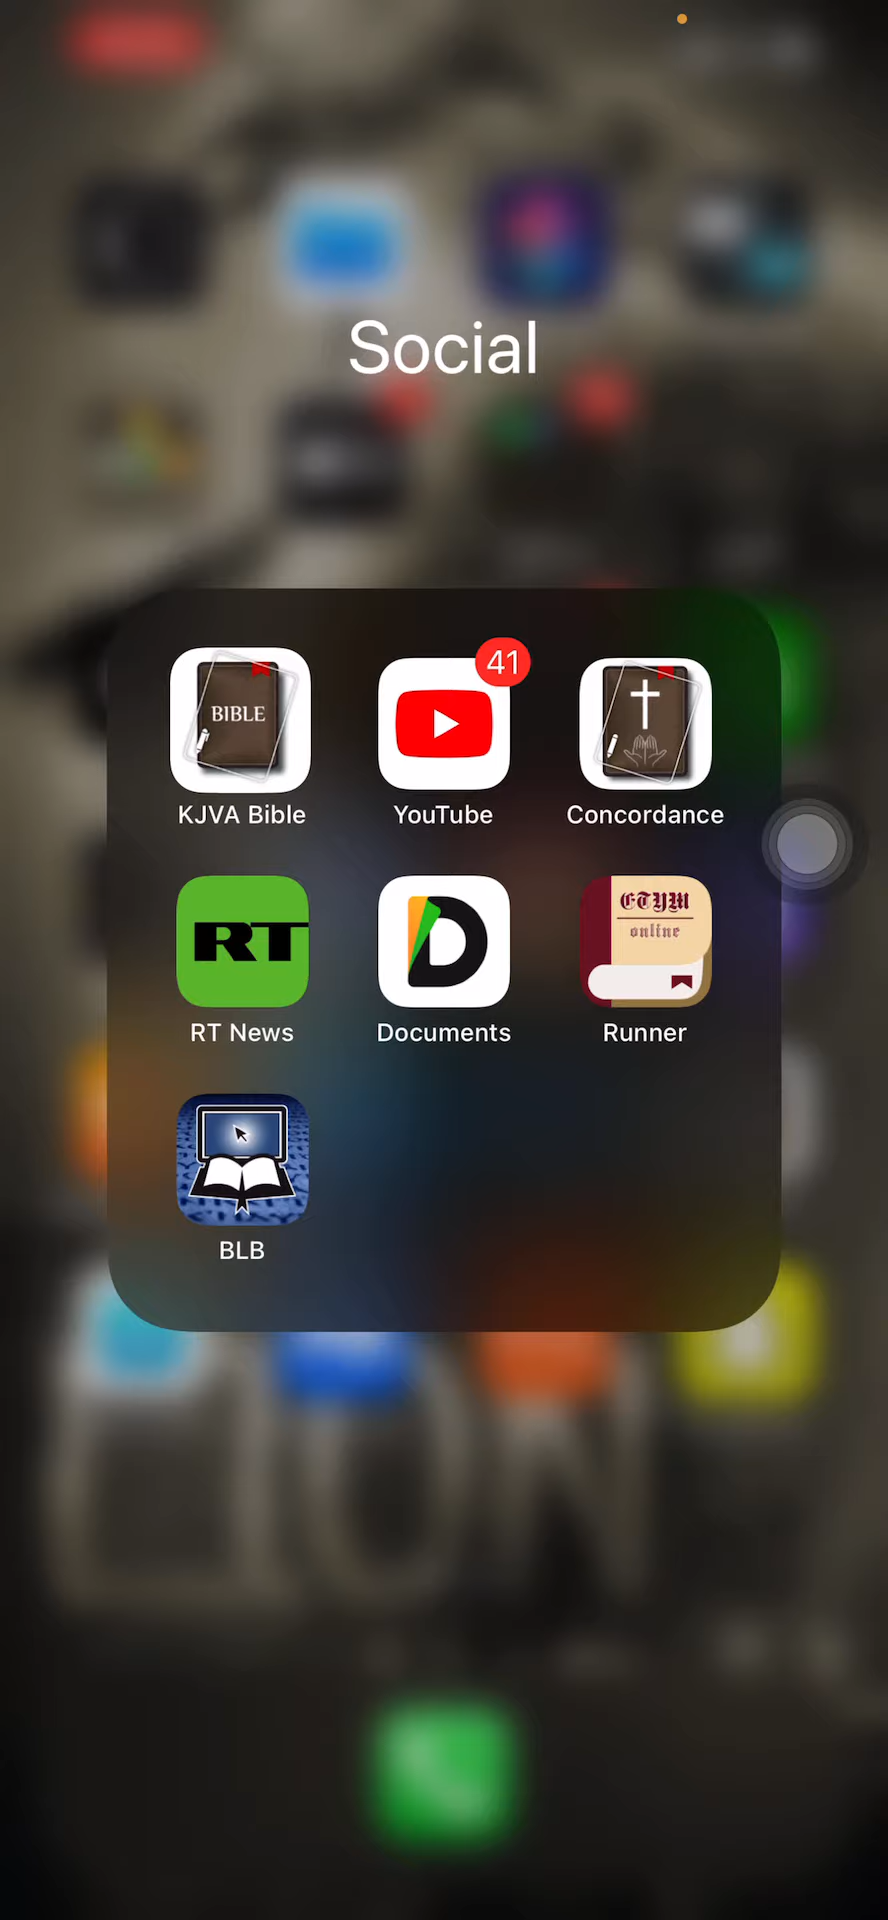 Social
BIBLE
41
KJVA Bible
YouTube
Concordance
RT
D
ETYM
online
RT News
Documents
Runner
BLB